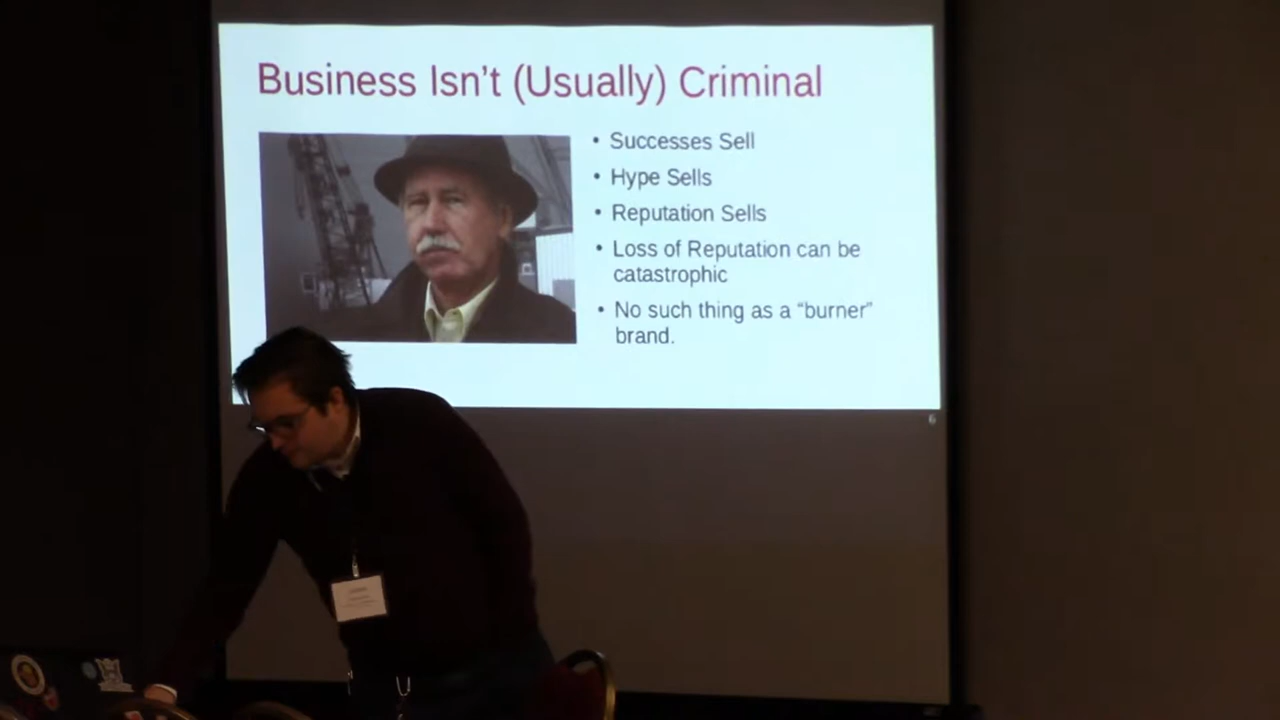 Business Isn’t (Usually) Criminal
• Successes Sell
• Hype Sells
• Reputation Sells
• Loss of Reputation can be
catastrophic
• No such thing as a “burner”
brand.
6